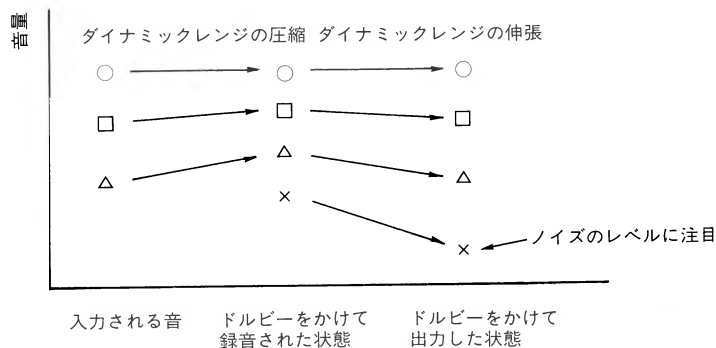 音量
ダイナミックレンジの圧縮 ダイナミックレンジの伸張
ノイズのレベルに注目
入力される音
ドルビーをかけて
録音された状態
ドルビーをかけて
出力した状態